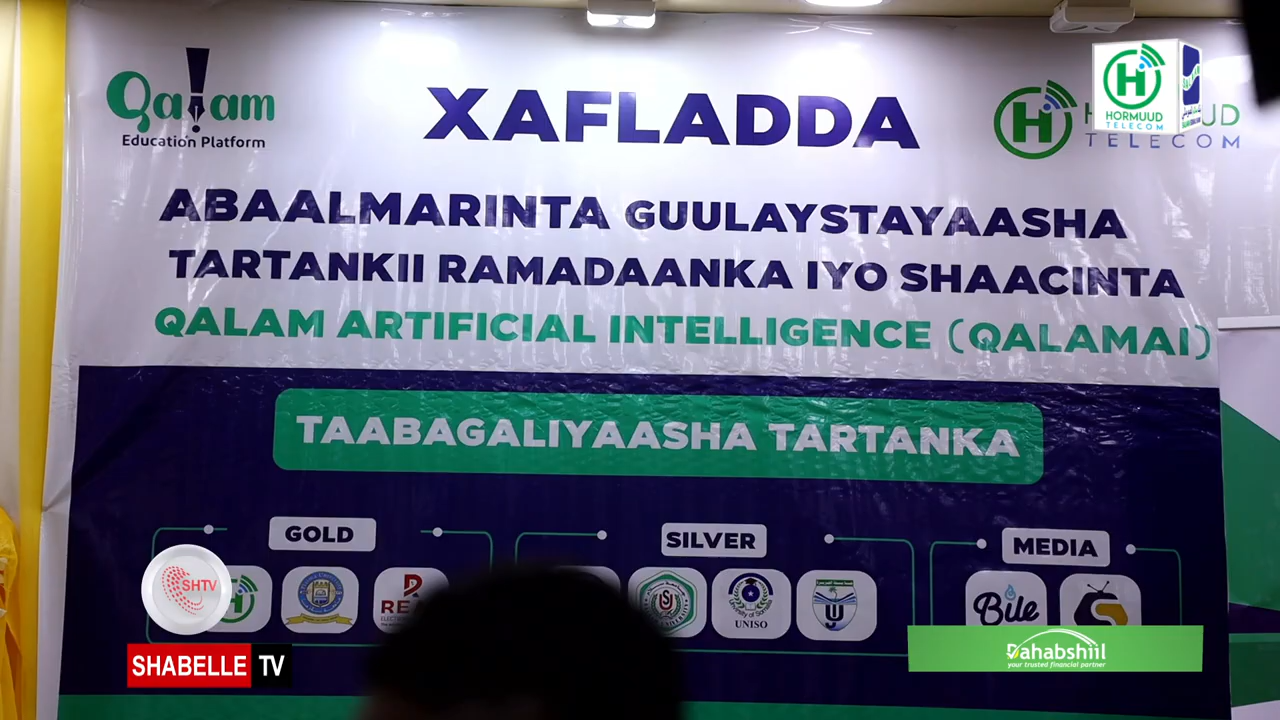 Qalam
Education Platform
XAFLADDA
HORMUUD
TELECOM
TELECOM
ABAALMARINTA GUULAYSTAYAASHA
TARTANKII RAMADAANKA IYO SHAACINTA
QALAM ARTIFICIAL INTELLIGENCE (QALAMAI)
TAABAGALIYAASHA TARTANKA
GOLD
SILVER
MEDIA
SHTV
UNISO
Bile
SHABELLE TV
Dahabshiil
your trusted financial partner